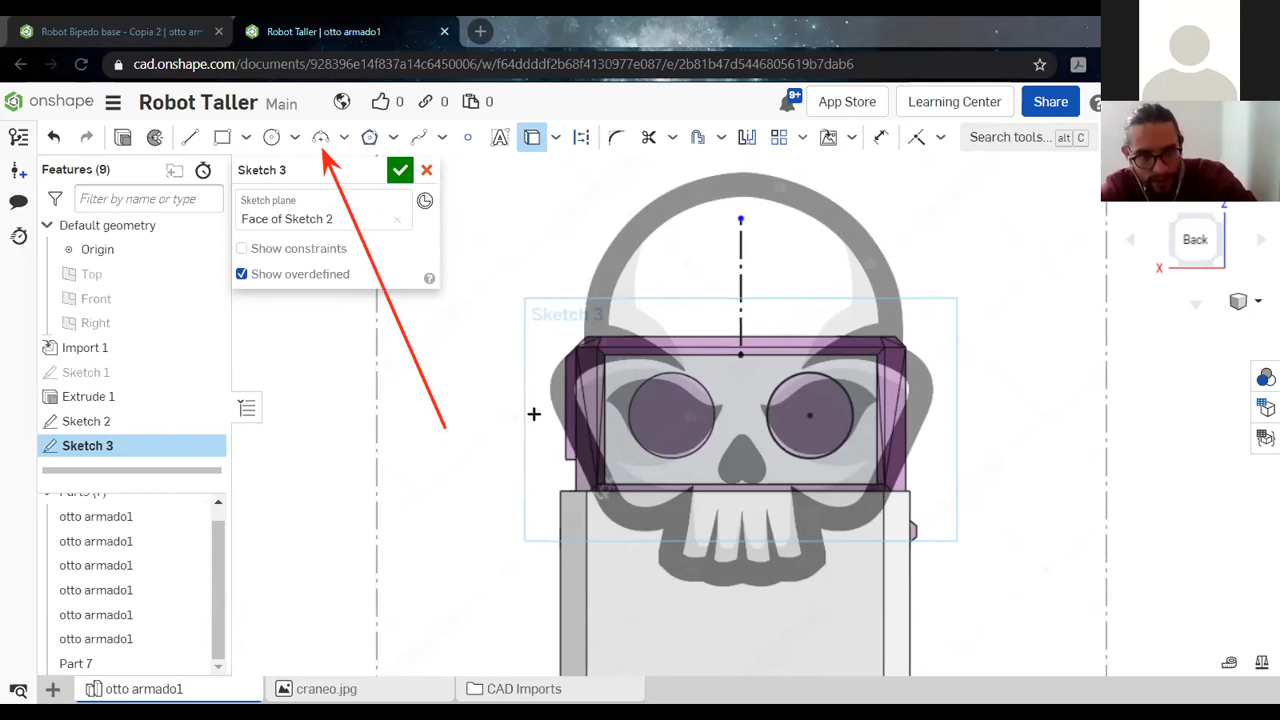 Robot Bipedo base - Copia 2 | otto arm
Robot Taller | otto armado1
cad.onshape.com/documents/928396e14f837a14c6450006/w/f64ddddf2b68f4130971df087/e/2b81b47d5446805619b7dab6
onshape
Robot Taller Main
0
0
0
9+
App Store
Learning Center
Share
Search tools...
alt
C
Features (9)
Filter by name or type
Default geometry
Origin
Top
Front
Right
Import 1
Sketch 1
Extrude 1
Sketch 2
Sketch 3
otto armado1
otto armado1
otto armado1
otto armado1
otto armado1
otto armado1
Part 7
Sketch 3
Sketch plane
Face of Sketch 2
Show constraints
Show overdefined
Sketch 3
Z
Back
X
otto armado1
craneo.jpg
CAD Imports